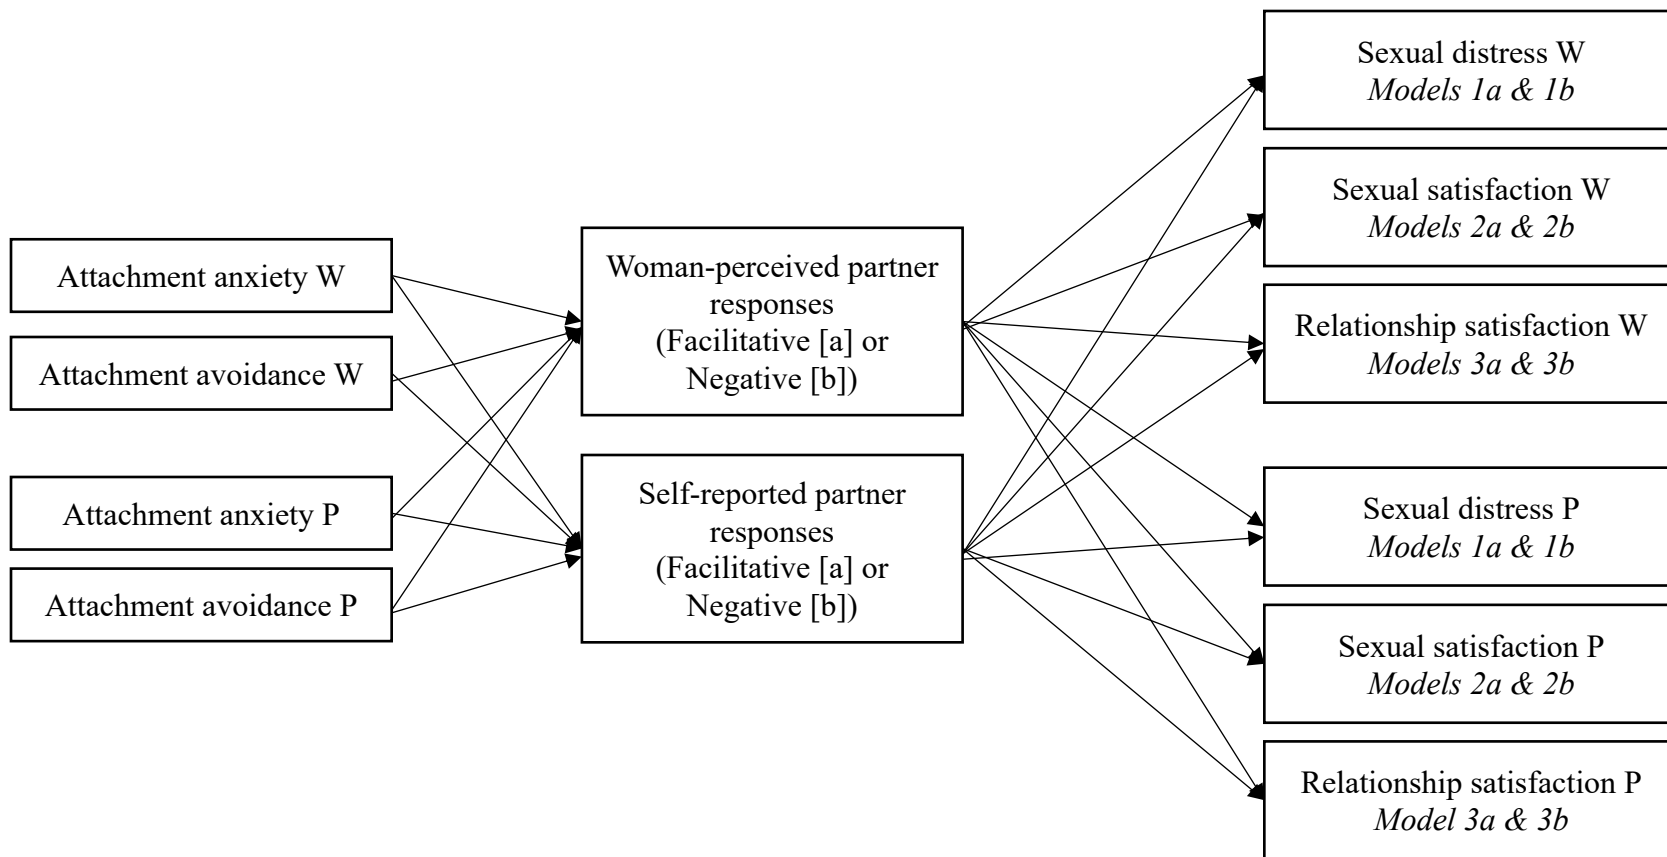 Attachment anxiety W
Attachment avoidance W
Attachment anxiety P
Attachment avoidance P
Woman-perceived partner
responses
(Facilitative [a] or
Negative [b])
Self-reported partner
responses
(Facilitative [a] or
Negative [b])
Sexual distress W
Models 1a & 1b
Sexual satisfaction W
Models 2a & 2b
Relationship satisfaction W
Models 3a & 3b
Sexual distress P
Models 1a & 1b
Sexual satisfaction P
Models 2a & 2b
Relationship satisfaction P
Model 3a & 3b